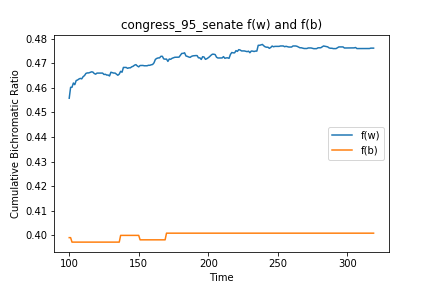 congress_95_senate f(w) and f(b)
Cumulative Bichromatic Ratio
0.48
0.47
0.46
0.45
0.44
0.43
0.42
0.41
0.40
f(w)
f(b)
100 150 200 250 300
Time